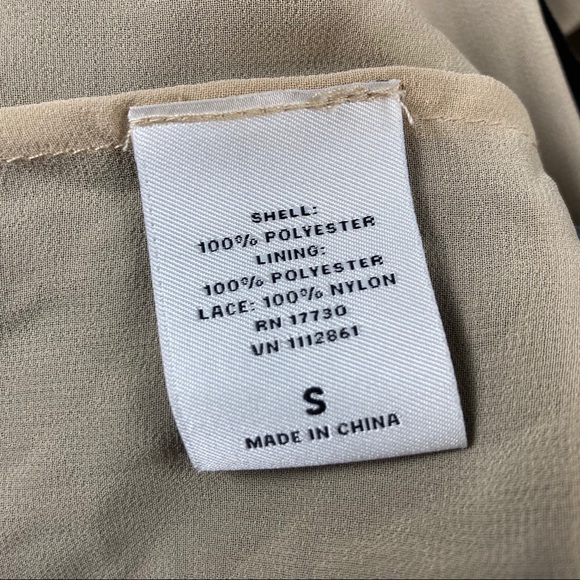 SHELL:
100% POLYESTER
LINING:
100% POLYESTER
LACE: 100% NYLON
RN 17730
VN 1112861
S
MADE IN CHINA